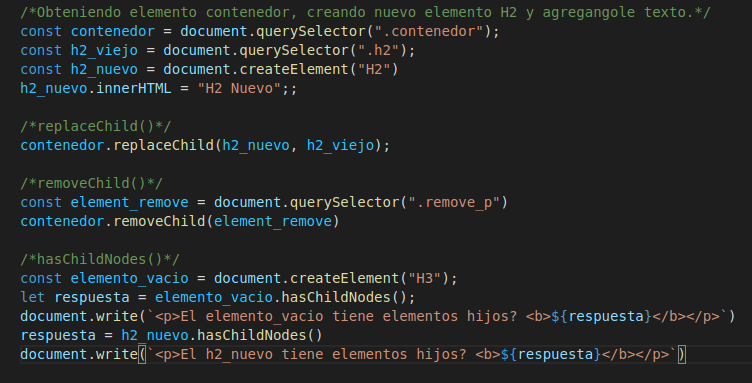 /*Obteniendo elemento contenedor, creando nuevo elemento H2 y agregangole texto.*/
const contenedor = document.querySelector(".contenedor");
const h2_viejo = document.querySelector(".h2");
const h2_nuevo = document.createElement("H2")
h2_nuevo.innerHTML = "H2 Nuevo";;
/*replaceChild()*/
contenedor.replaceChild(h2_nuevo, h2_viejo);
/*removeChild()*/
const element_remove = document.querySelector(".remove_p")
contenedor.removeChild(element_remove)
/*hasChildNodes()*/
const elemento_vacio = document.createElement("H3");
let respuesta = elemento_vacio.hasChildNodes();
document.write(`<p>El elemento_vacio tiene elementos hijos? <b>${respuesta}</b></p>`)
respuesta = h2_nuevo.hasChildNodes()
document.write(`<p>El h2_nuevo tiene elementos hijos? <b>${respuesta}</b></p>`)